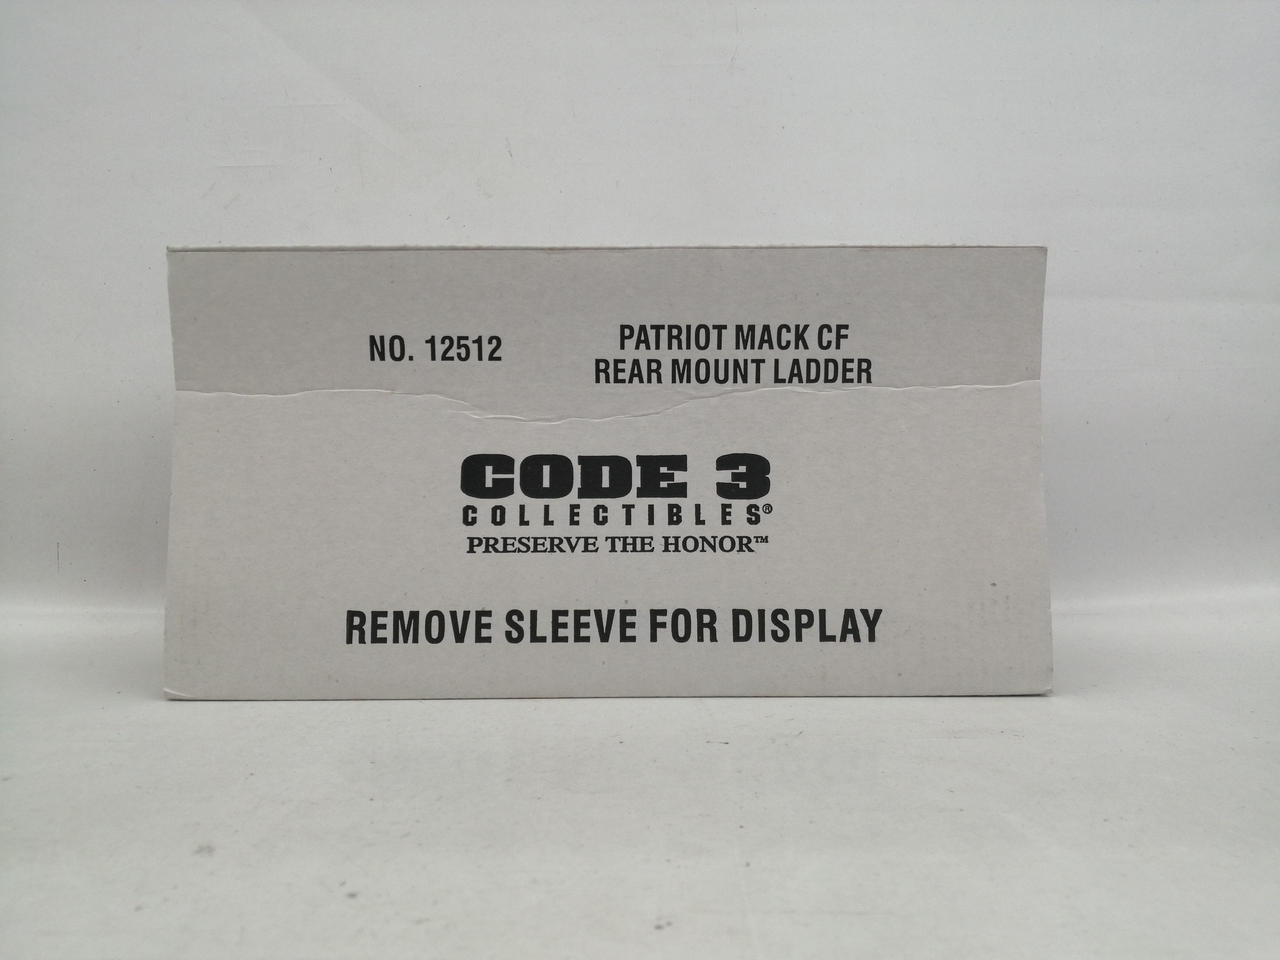 NO. 12512
PATRIOT MACK CF
REAR MOUNT LADDER
CODE 3
COLLECTIBLES®
PRESERVE THE HONOR™
REMOVE SLEEVE FOR DISPLAY